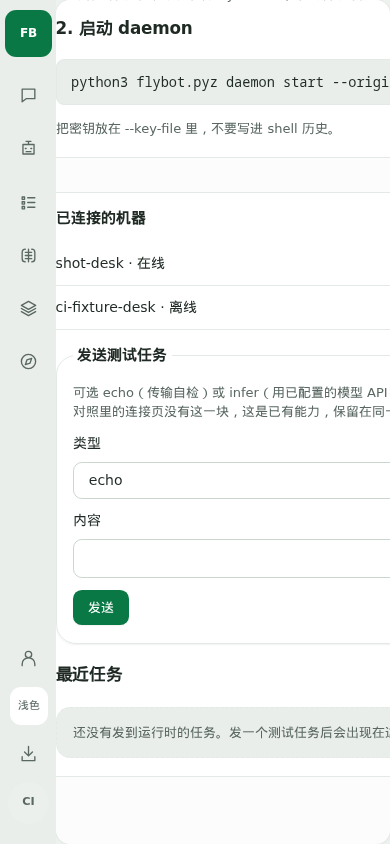 FB
2. 启动 daemon
python3 flybot.pyz daemon start --origi
把密钥放在 --key-file 里，不要写进 shell 历史。
已连接的机器
shot-desk · 在线
ci-fixture-desk · 离线
发送测试任务
可选 echo（传输自检）或 infer（用已配置的模型 API
对照里的连接页没有这一块，这是已有能力，保留在同一
类型
echo
内容
发送
最近任务
还没有发到运行时的任务。发一个测试任务后会出现在这
浅色
CI